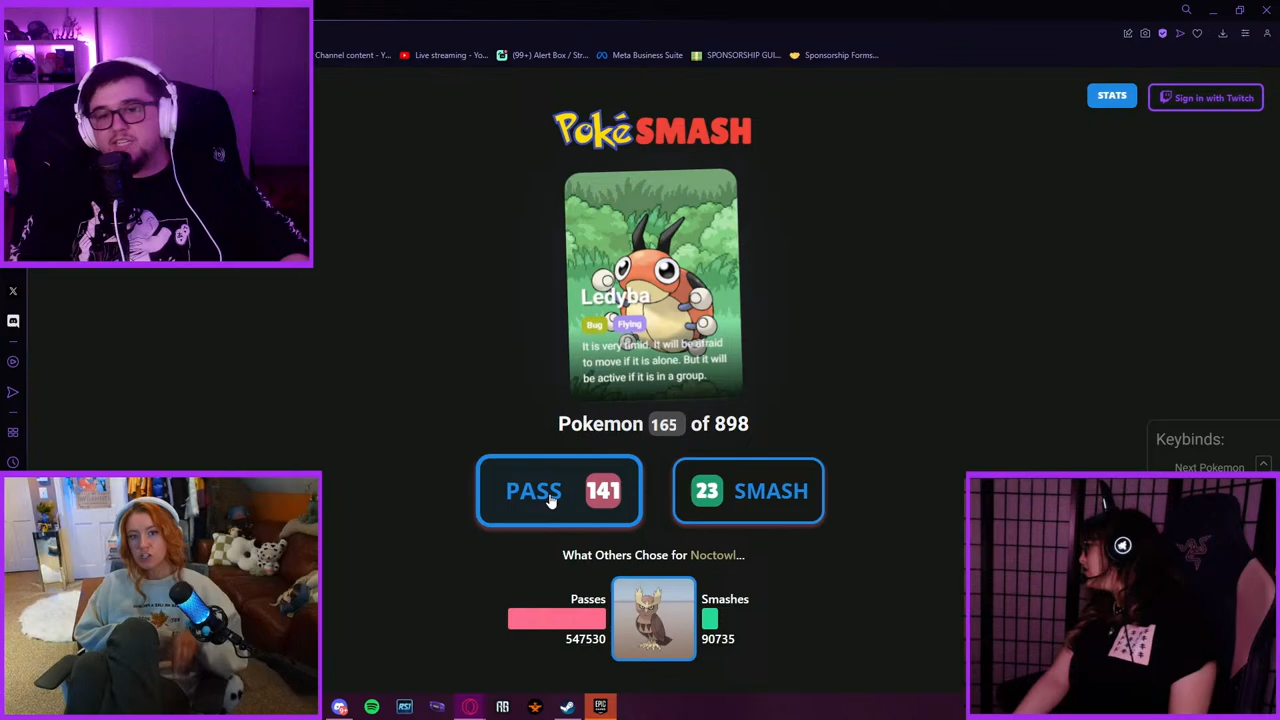 Channel content - Y...
Live streaming - Yo...
(99+) Alert Box / Str...
Meta Business Suite
SPONSORSHIP GUI...
Sponsorship Forms...
STATS
Sign in with Twitch
PokéSMASH
Ledyba
Bug
Flying
It is very timid. It will be afraid
to move if it is alone. But it will
be active if it is in a group.
Pokemon 165 of 898
PASS 141
23 SMASH
Keybinds:
Next Pokemon
What Others Chose for Noctowl...
Passes
547530
Smashes
90735
RSI
EPIC
GAMES